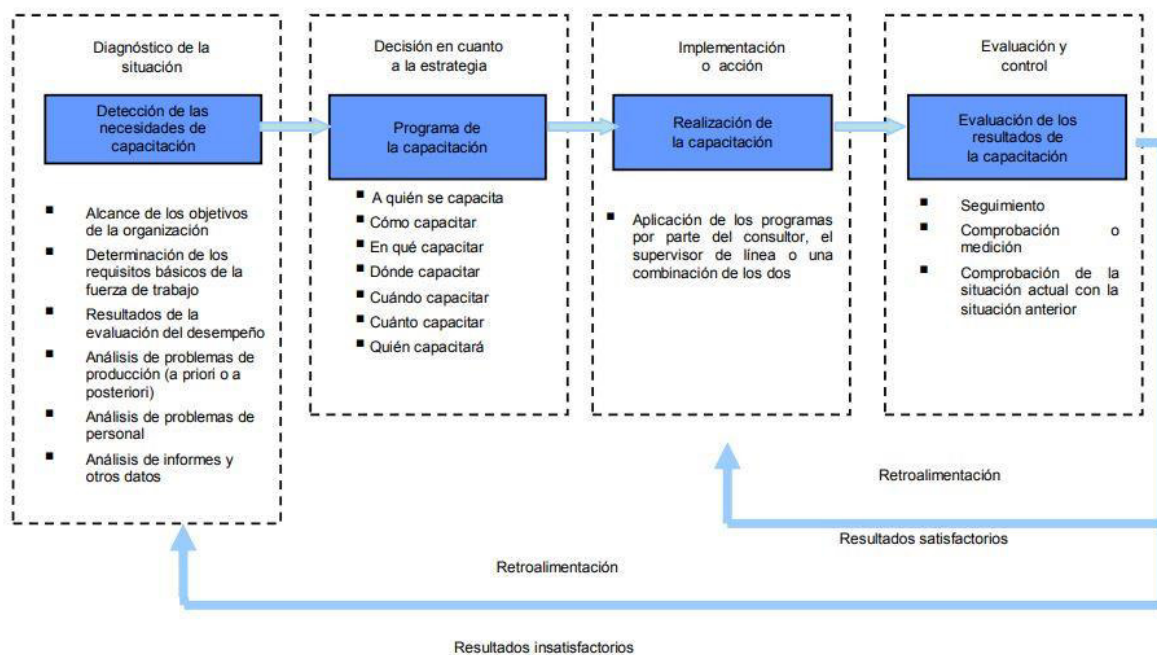 Diagnóstico de la
situación
Detección de las
necesidades de
capacitación
Alcance de los objetivos
de la organización
Determinación de los
requisitos básicos de la
fuerza de trabajo
Resultados de la
evaluación del desempeño
Análisis de problemas de
producción (a priori o a
posteriori)
Análisis de problemas de
personal
Análisis de informes y
otros datos
Decisión en cuanto
a la estrategia
Programa de
la capacitación
A quién se capacita
Cómo capacitar
En qué capacitar
Dónde capacitar
Cuándo capacitar
Cuánto capacitar
Quién capacitará
Implementación
o acción
Realización de
la capacitación
Aplicación de los programas
por parte del consultor, el
supervisor de línea o una
combinación de los dos
Evaluación y
control
Evaluación de los
resultados de
la capacitación
Seguimiento
Comprobación o
medición
Comprobación de la
situación actual con la
situación anterior
Retroalimentación
Resultados satisfactorios
Retroalimentación
Resultados insatisfactorios